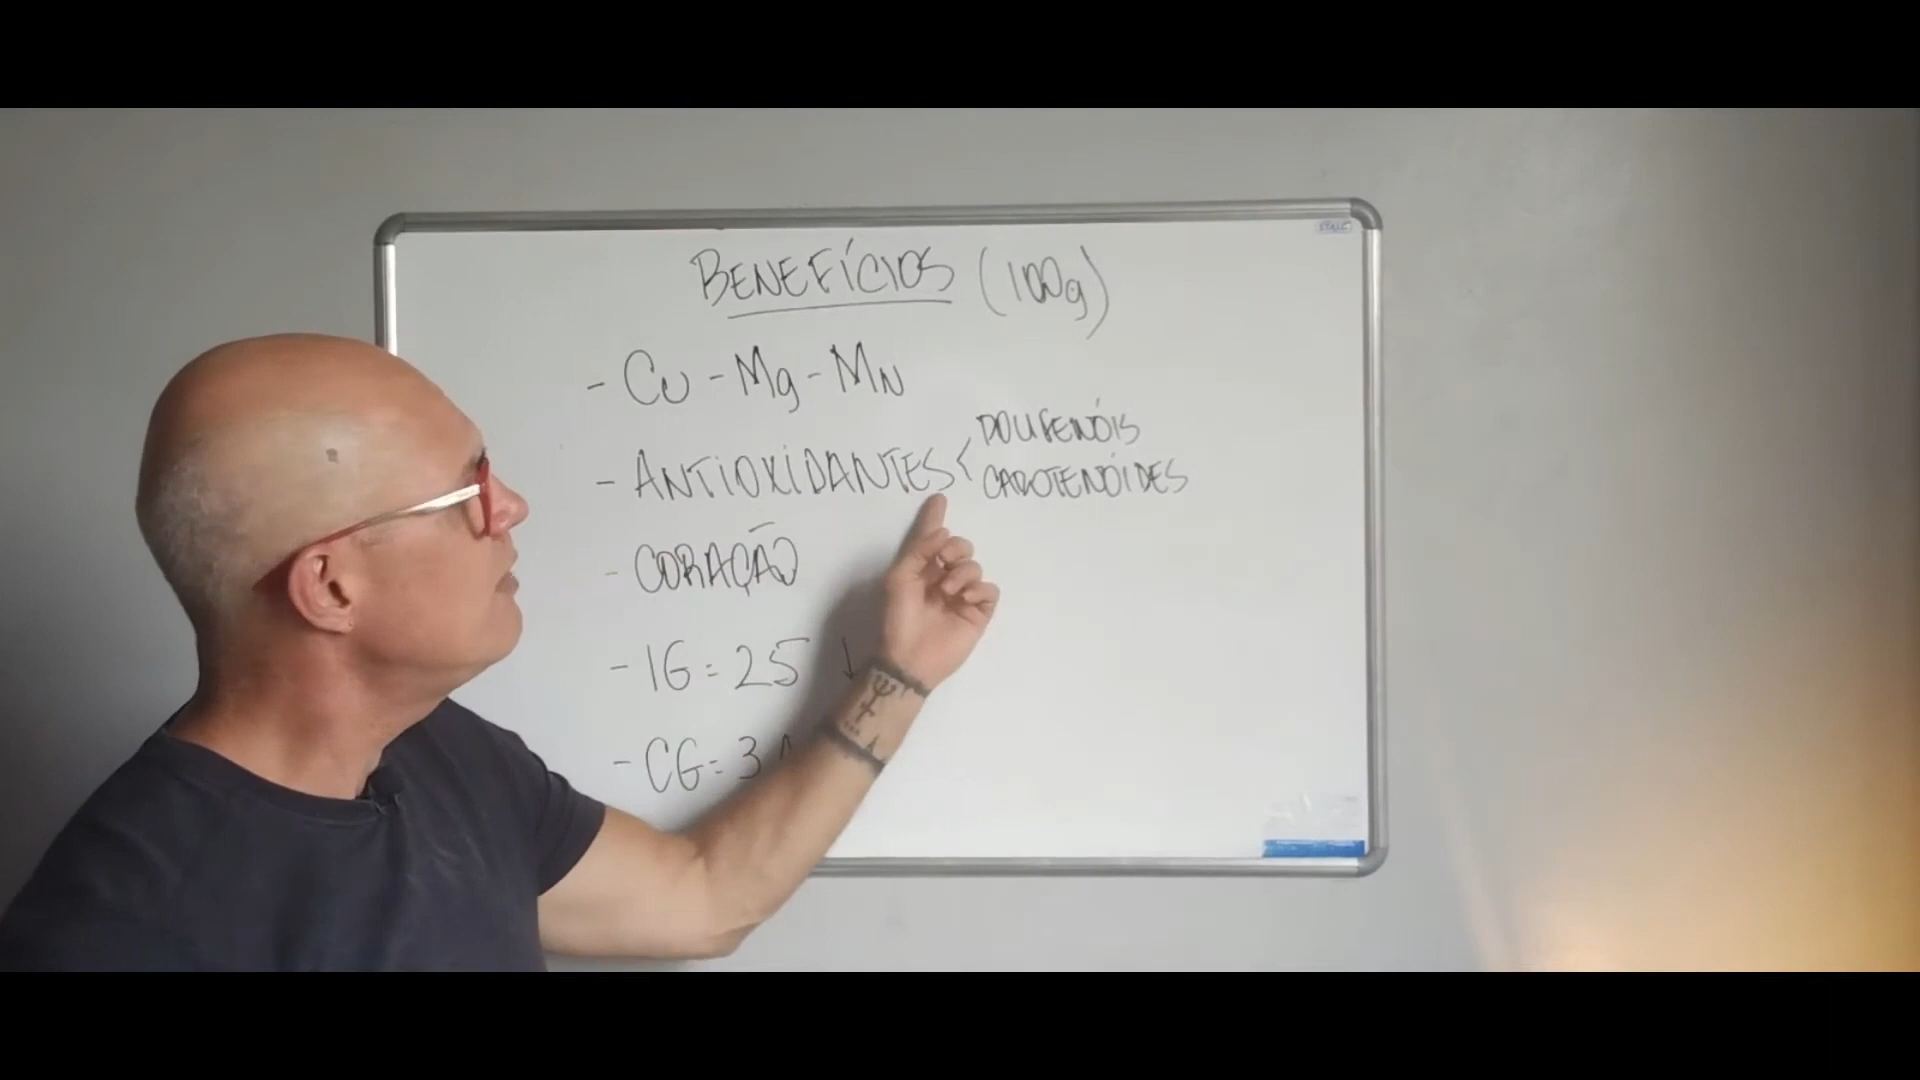 BENEFÍCIOS (100g)
- Cu - Mg - Mn
- ANTIOXIDANTES < POLIFENÓIS
CAROTENÓIDES
- CORAÇÃO
- IG = 25 ↓
- CG = 3